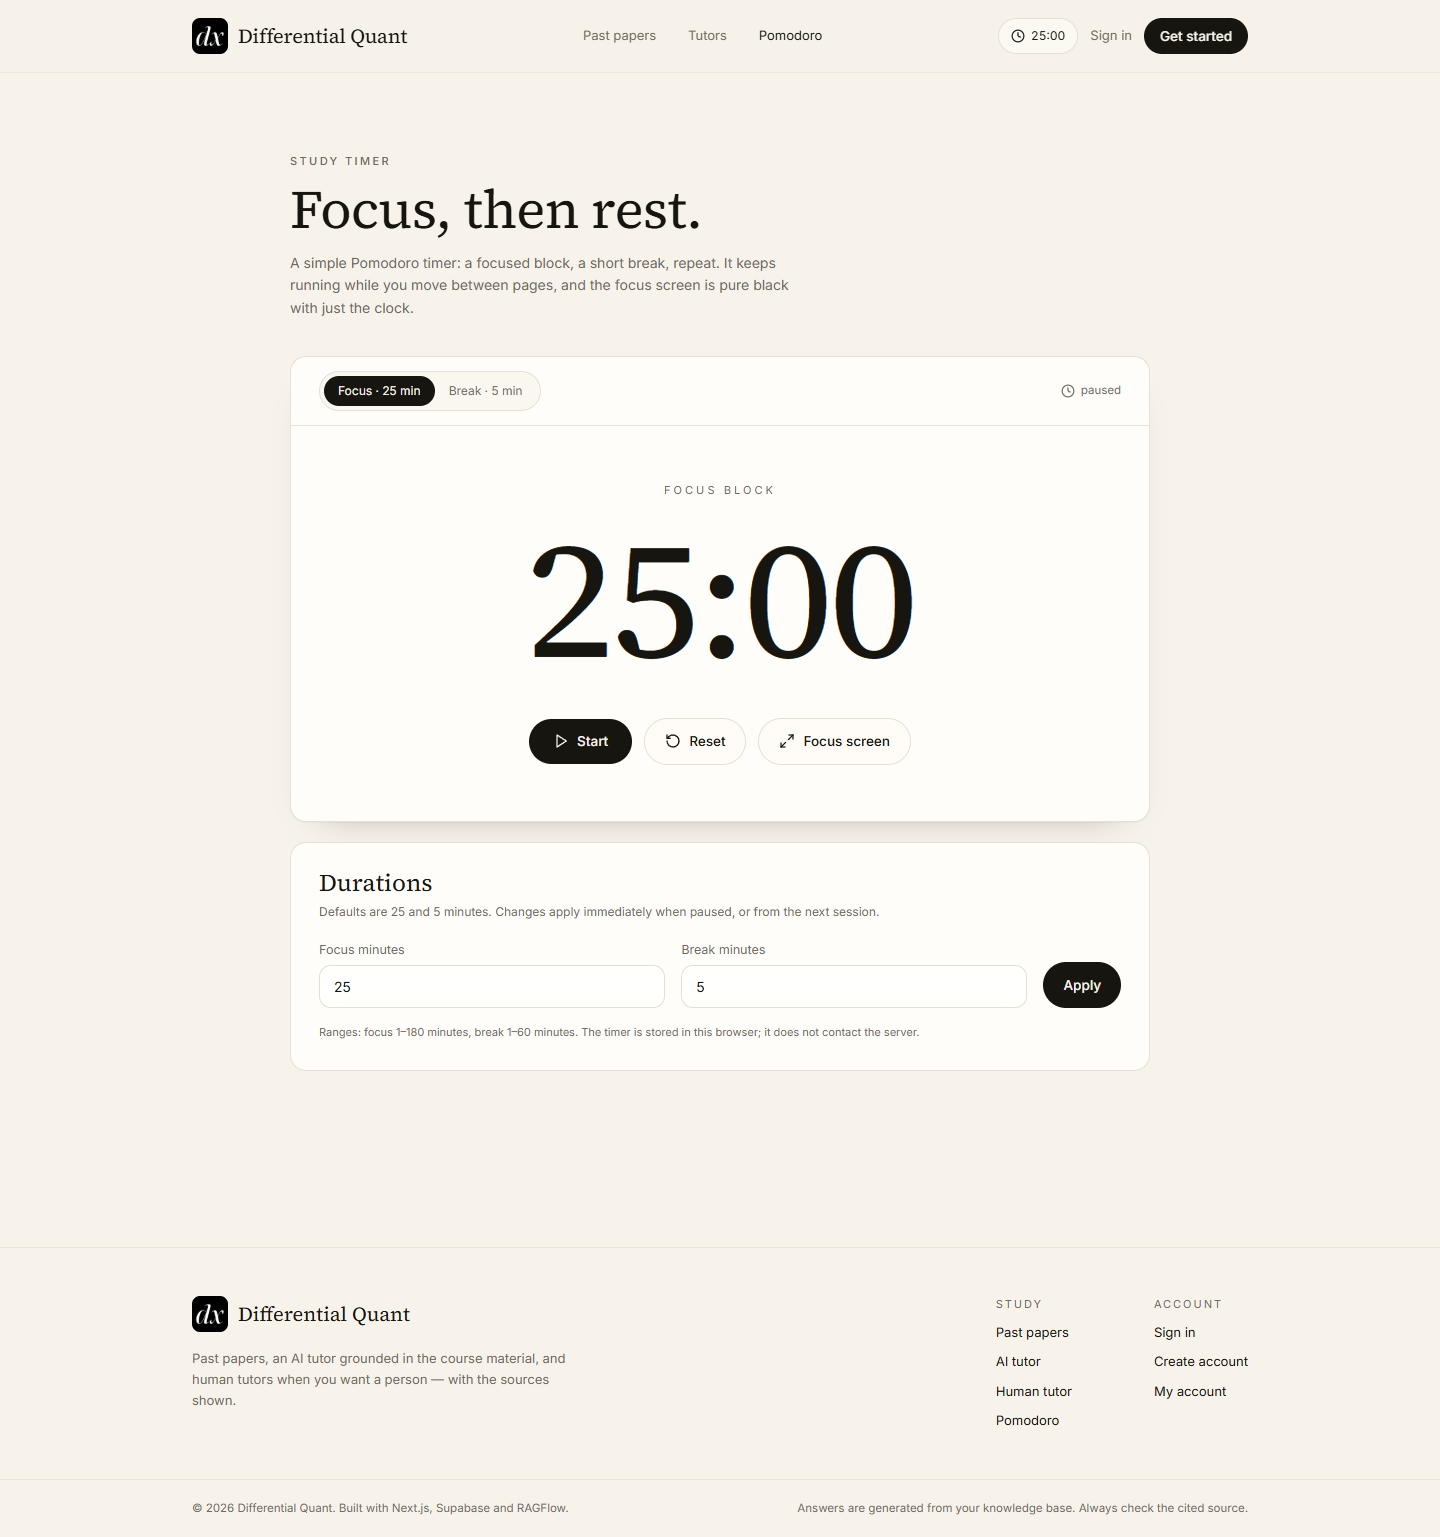 dx Differential Quant
Past papers
Tutors
Pomodoro
25:00
Sign in
Get started
STUDY TIMER
Focus, then rest.
A simple Pomodoro timer: a focused block, a short break, repeat. It keeps
running while you move between pages, and the focus screen is pure black
with just the clock.
Focus · 25 min
Break · 5 min
paused
FOCUS BLOCK
25:00
Start
Reset
Focus screen
Durations
Defaults are 25 and 5 minutes. Changes apply immediately when paused, or from the next session.
Focus minutes
Break minutes
25
5
Apply
Ranges: focus 1–180 minutes, break 1–60 minutes. The timer is stored in this browser; it does not contact the server.
dx Differential Quant
Past papers, an AI tutor grounded in the course material, and
human tutors when you want a person — with the sources
shown.
STUDY
Past papers
AI tutor
Human tutor
Pomodoro
ACCOUNT
Sign in
Create account
My account
© 2026 Differential Quant. Built with Next.js, Supabase and RAGFlow.
Answers are generated from your knowledge base. Always check the cited source.